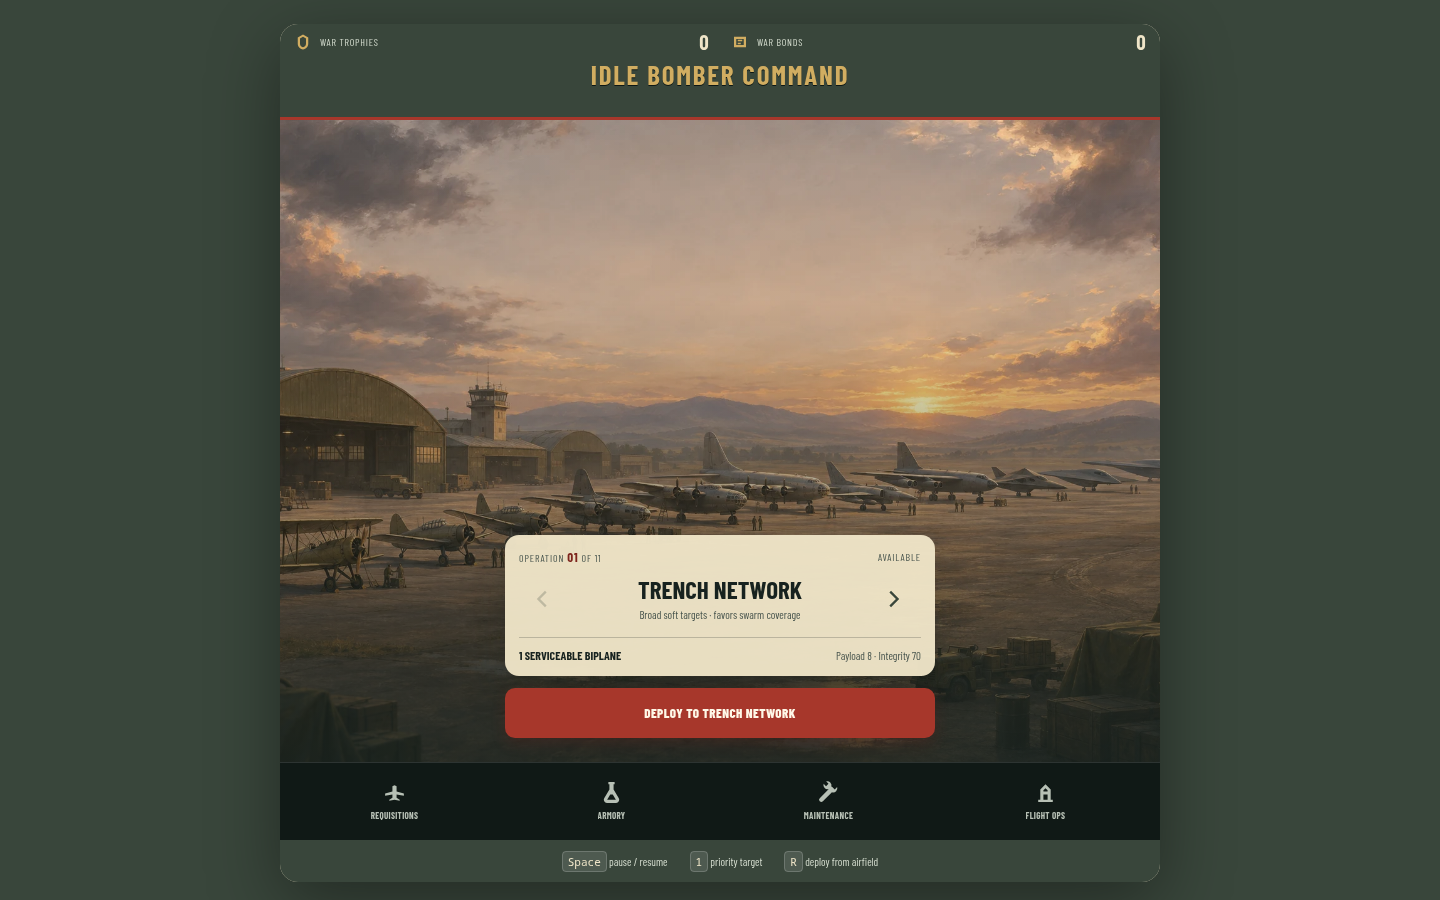 WAR TROPHIES 0 WAR BONDS 0
IDLE BOMBER COMMAND
OPERATION 01 OF 11 AVAILABLE
TRENCH NETWORK
Broad soft targets · favors swarm coverage
1 SERVICEABLE BIPLANE Payload 8 · Integrity 70
DEPLOY TO TRENCH NETWORK
REQUISITIONS ARMORY MAINTENANCE FLIGHT OPS
Space pause / resume 1 priority target R deploy from airfield